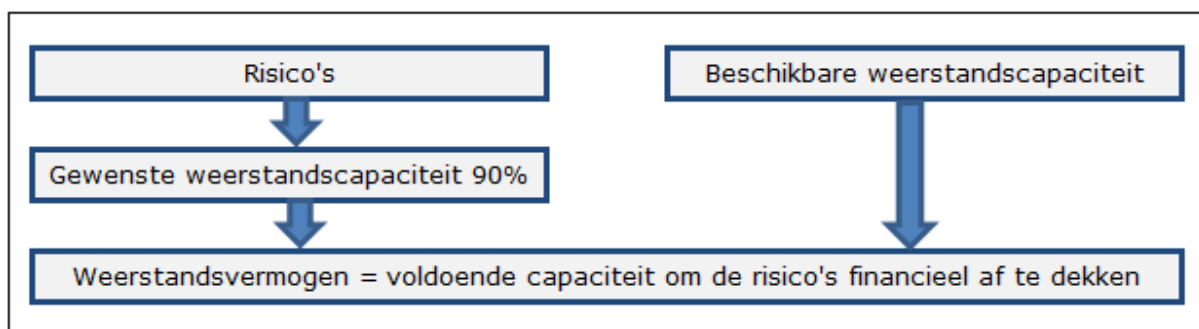 Risico's
Beschikbare weerstandscapaciteit
Gewenste weerstandscapaciteit 90%
Weerstandsvermogen = voldoende capaciteit om de risico's financieel af te dekken